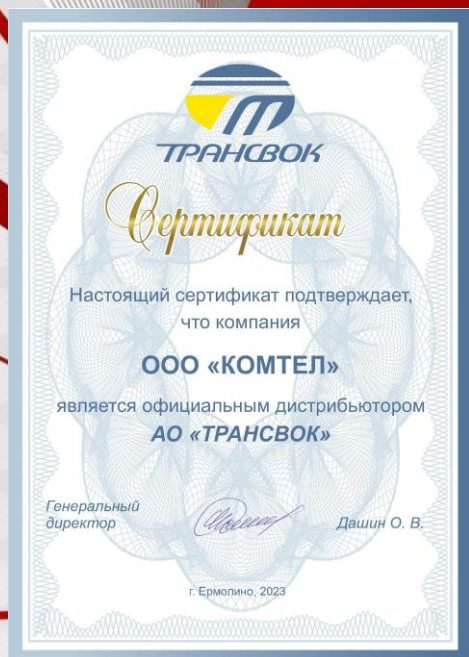 ТРАНСВОК
Сертификат
Настоящий сертификат подтверждает,
что компания
ООО «КОМТЕЛ»
является официальным дистрибьютором
АО «ТРАНСВОК»
Генеральный
директор
Дашин О. В.
г. Ермолино, 2023